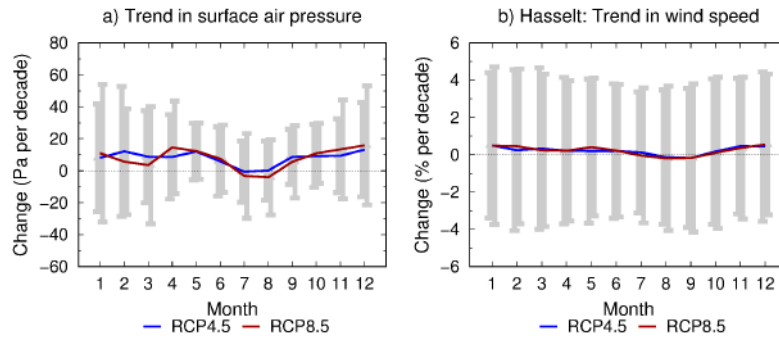 a) Trend in surface air pressure
Change (Pa per decade)
80
60
40
20
0
−20
−40
−60
1 2 3 4 5 6 7 8 9 10 11 12
Month
RCP4.5 RCP8.5
b) Hasselt: Trend in wind speed
Change (% per decade)
6
4
2
0
−2
−4
−6
1 2 3 4 5 6 7 8 9 10 11 12
Month
RCP4.5 RCP8.5